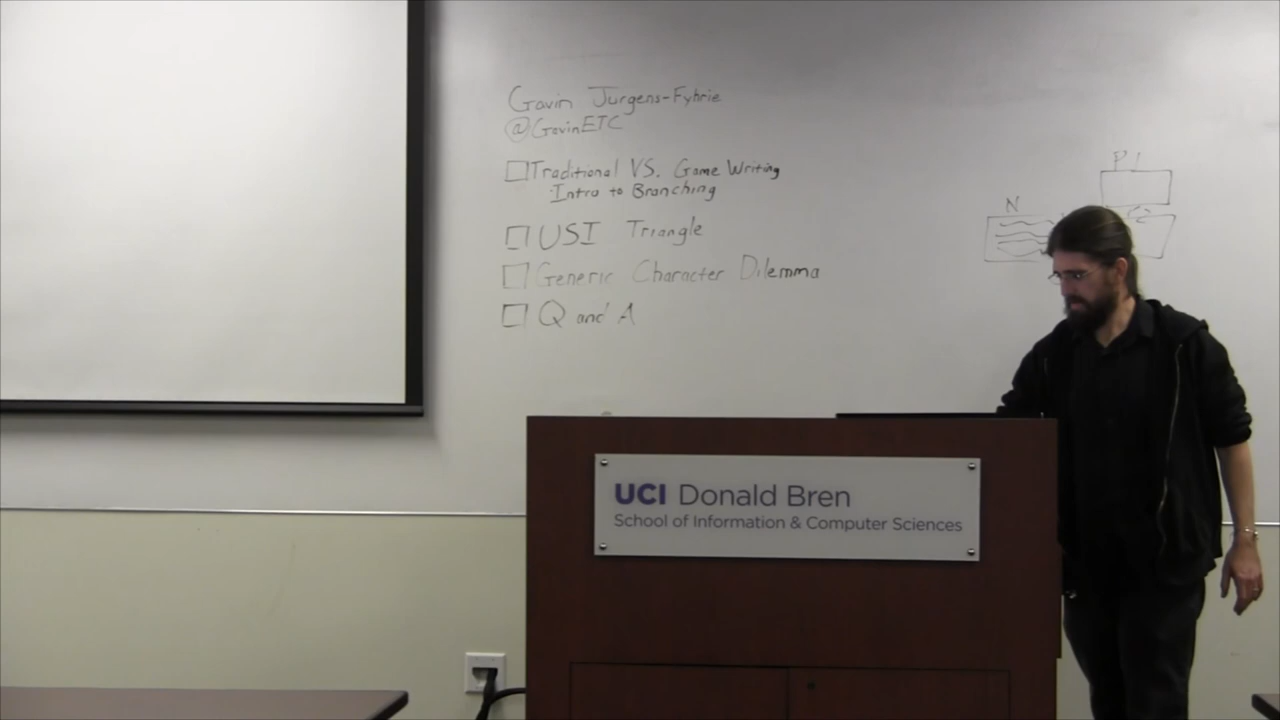 Gavin Jurgens-Fyhrie
@GavinETC
Traditional VS. Game Writing
Intro to Branching
USI Triangle
Generic Character Dilemma
Q and A
N
P1
UCI Donald Bren
School of Information & Computer Sciences